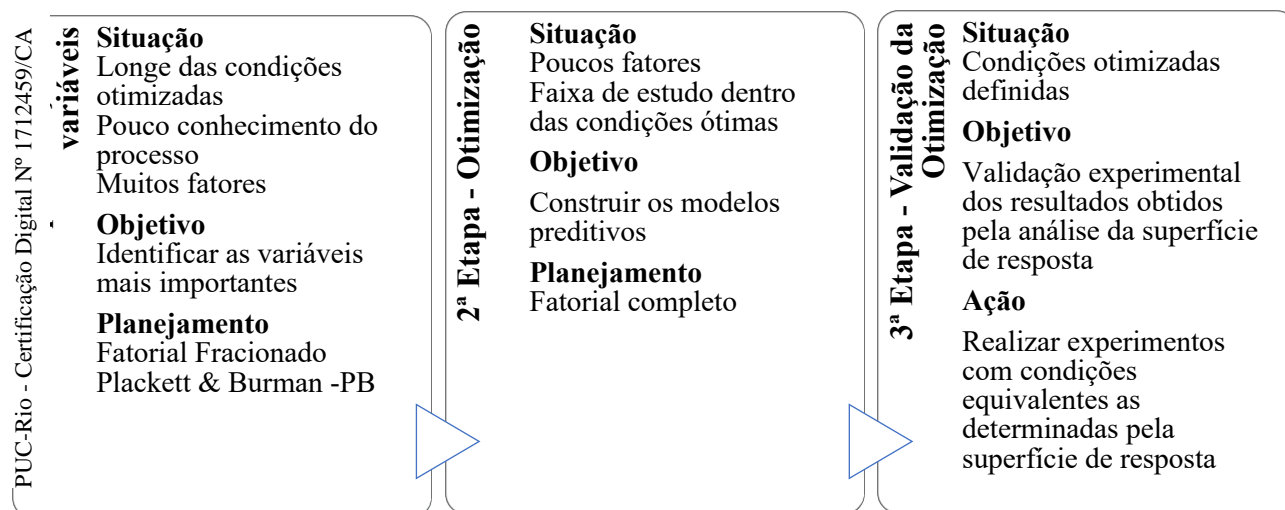 PUC-Rio - Certificação Digital Nº 1712459/CA
variáveis
Situação
Longe das condições
otimizadas
Pouco conhecimento do
processo
Muitos fatores
Objetivo
Identificar as variáveis
mais importantes
Planejamento
Fatorial Fracionado
Plackett & Burman -PB
2ª Etapa - Otimização
Situação
Poucos fatores
Faixa de estudo dentro
das condições ótimas
Objetivo
Construir os modelos
preditivos
Planejamento
Fatorial completo
3ª Etapa - Validação da
Otimização
Situação
Condições otimizadas
definidas
Objetivo
Validação experimental
dos resultados obtidos
pela análise da superfície
de resposta
Ação
Realizar experimentos
com condições
equivalentes as
determinadas pela
superfície de resposta